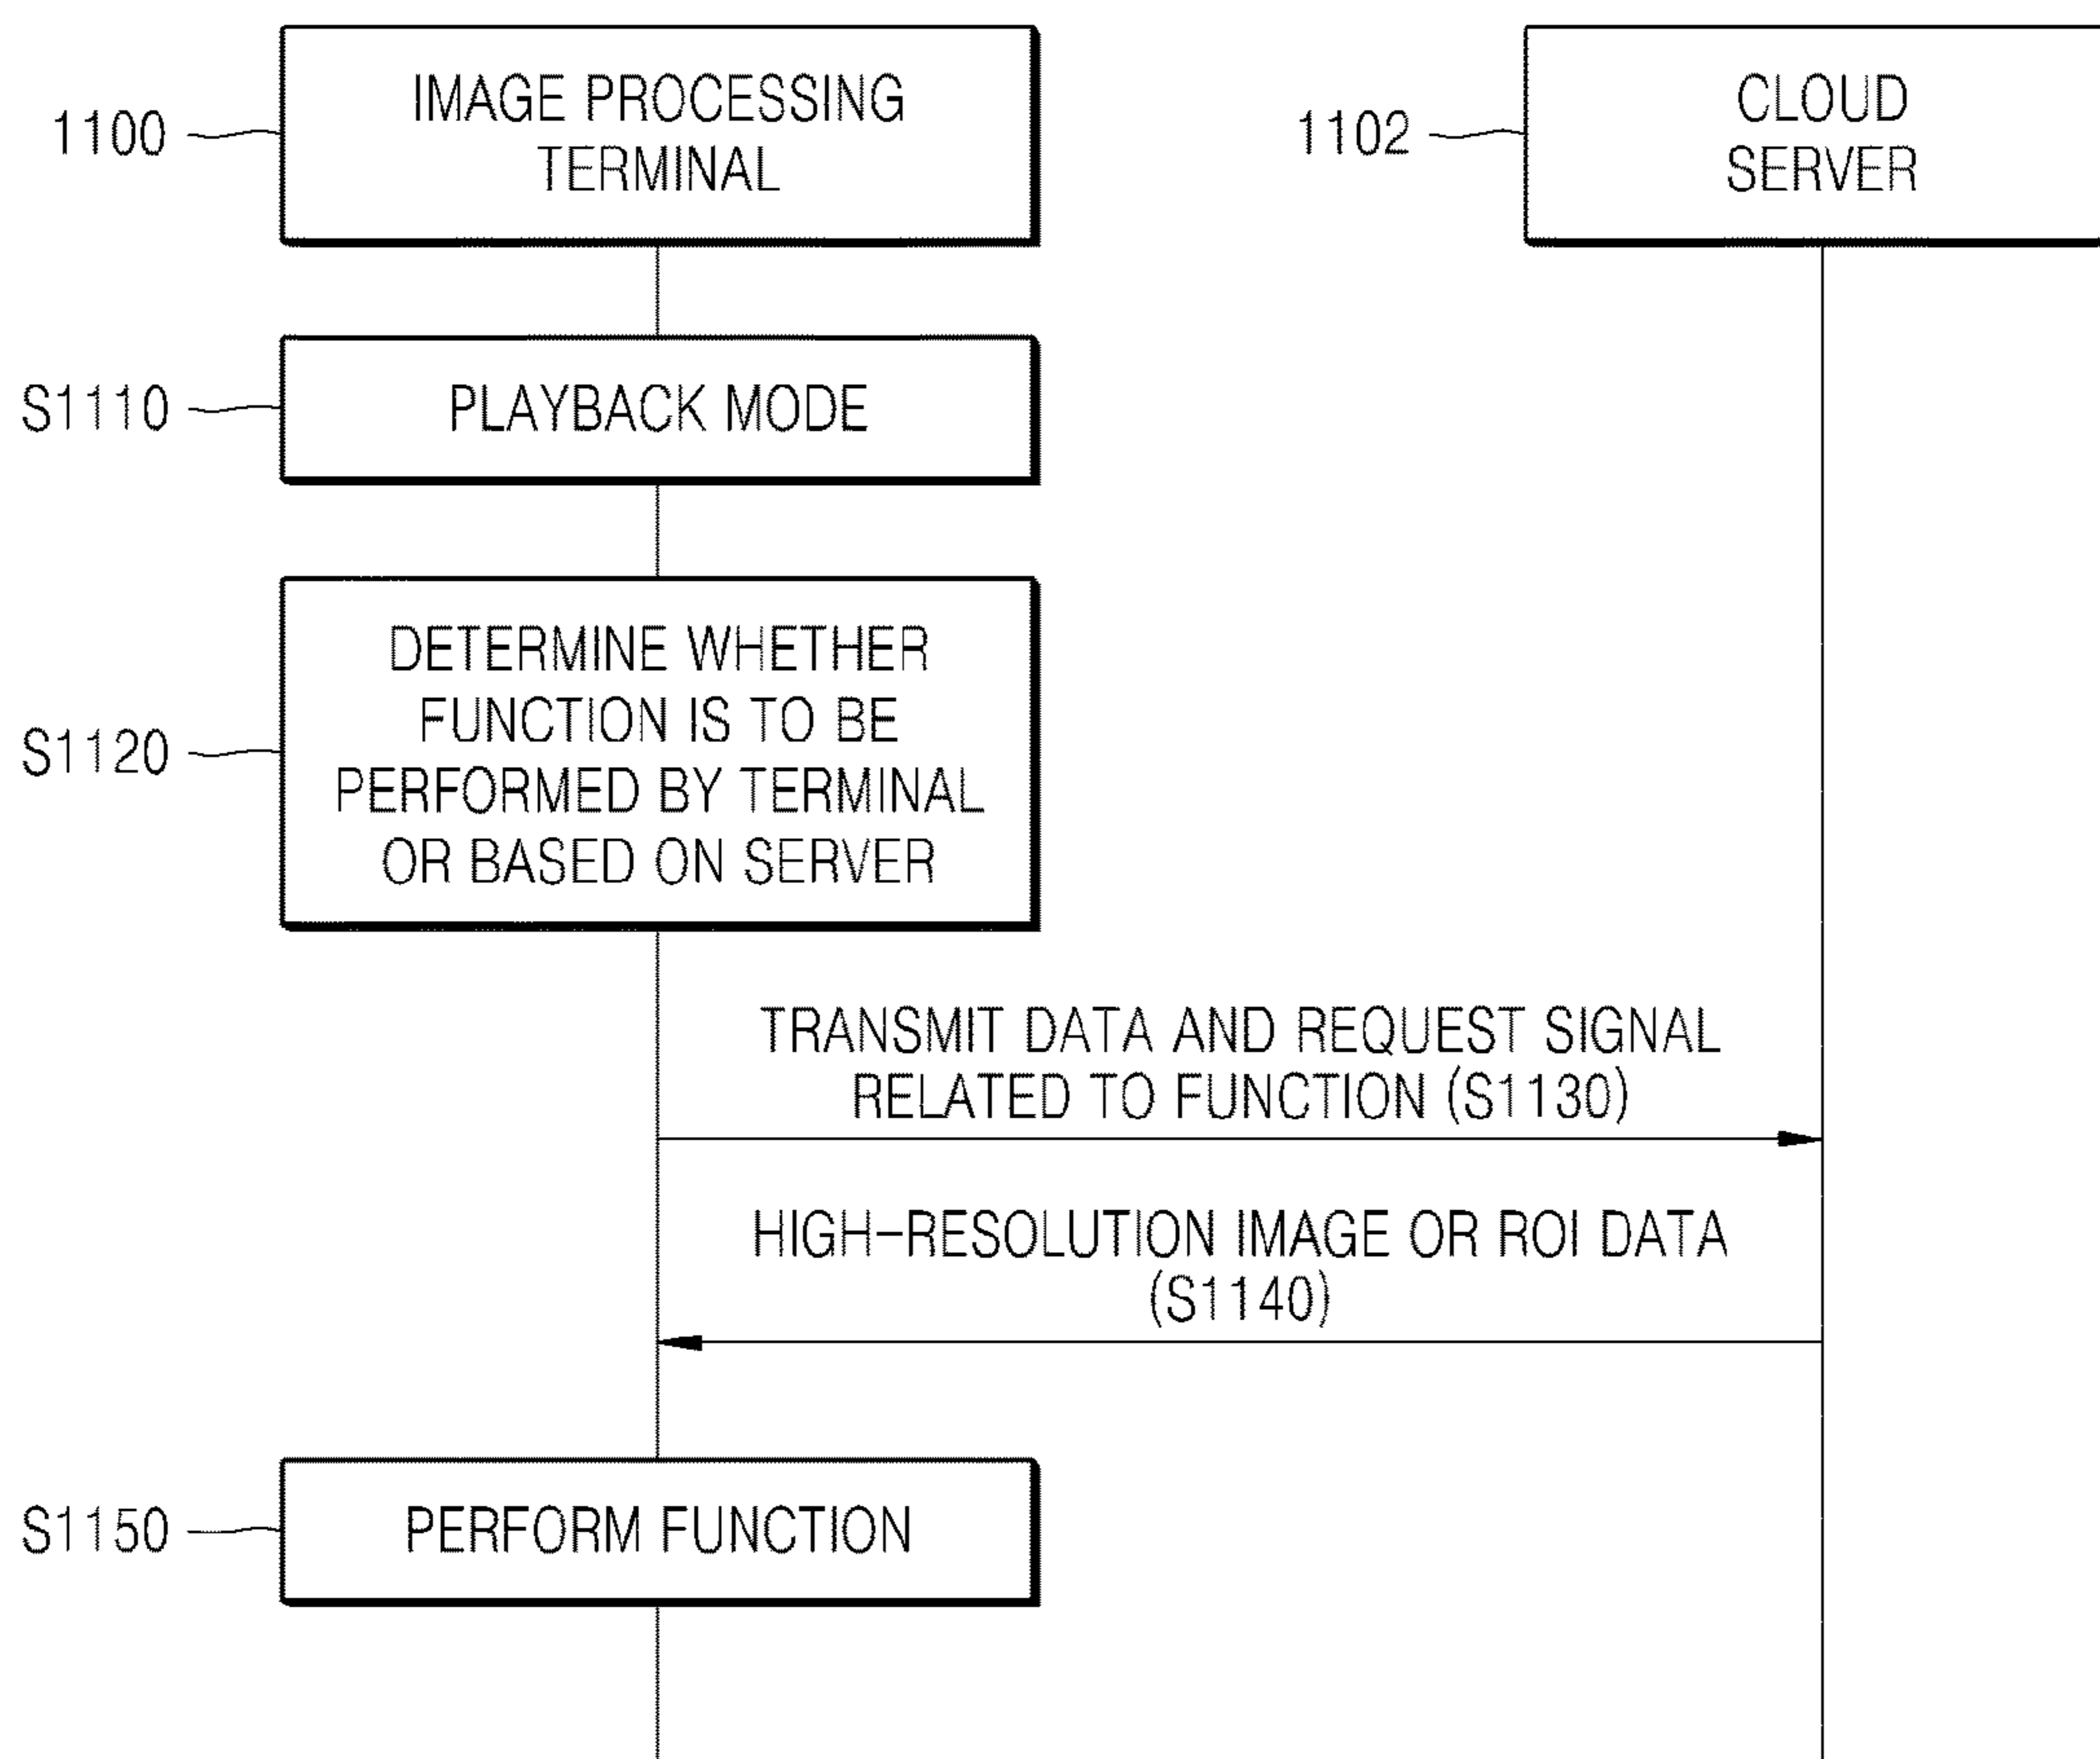 1100
IMAGE PROCESSING
TERMINAL
1102
CLOUD
SERVER
S1110
PLAYBACK MODE
S1120
DETERMINE WHETHER
FUNCTION IS TO BE
PERFORMED BY TERMINAL
OR BASED ON SERVER
TRANSMIT DATA AND REQUEST SIGNAL
RELATED TO FUNCTION (S1130)
HIGH-RESOLUTION IMAGE OR ROI DATA
(S1140)
S1150
PERFORM FUNCTION